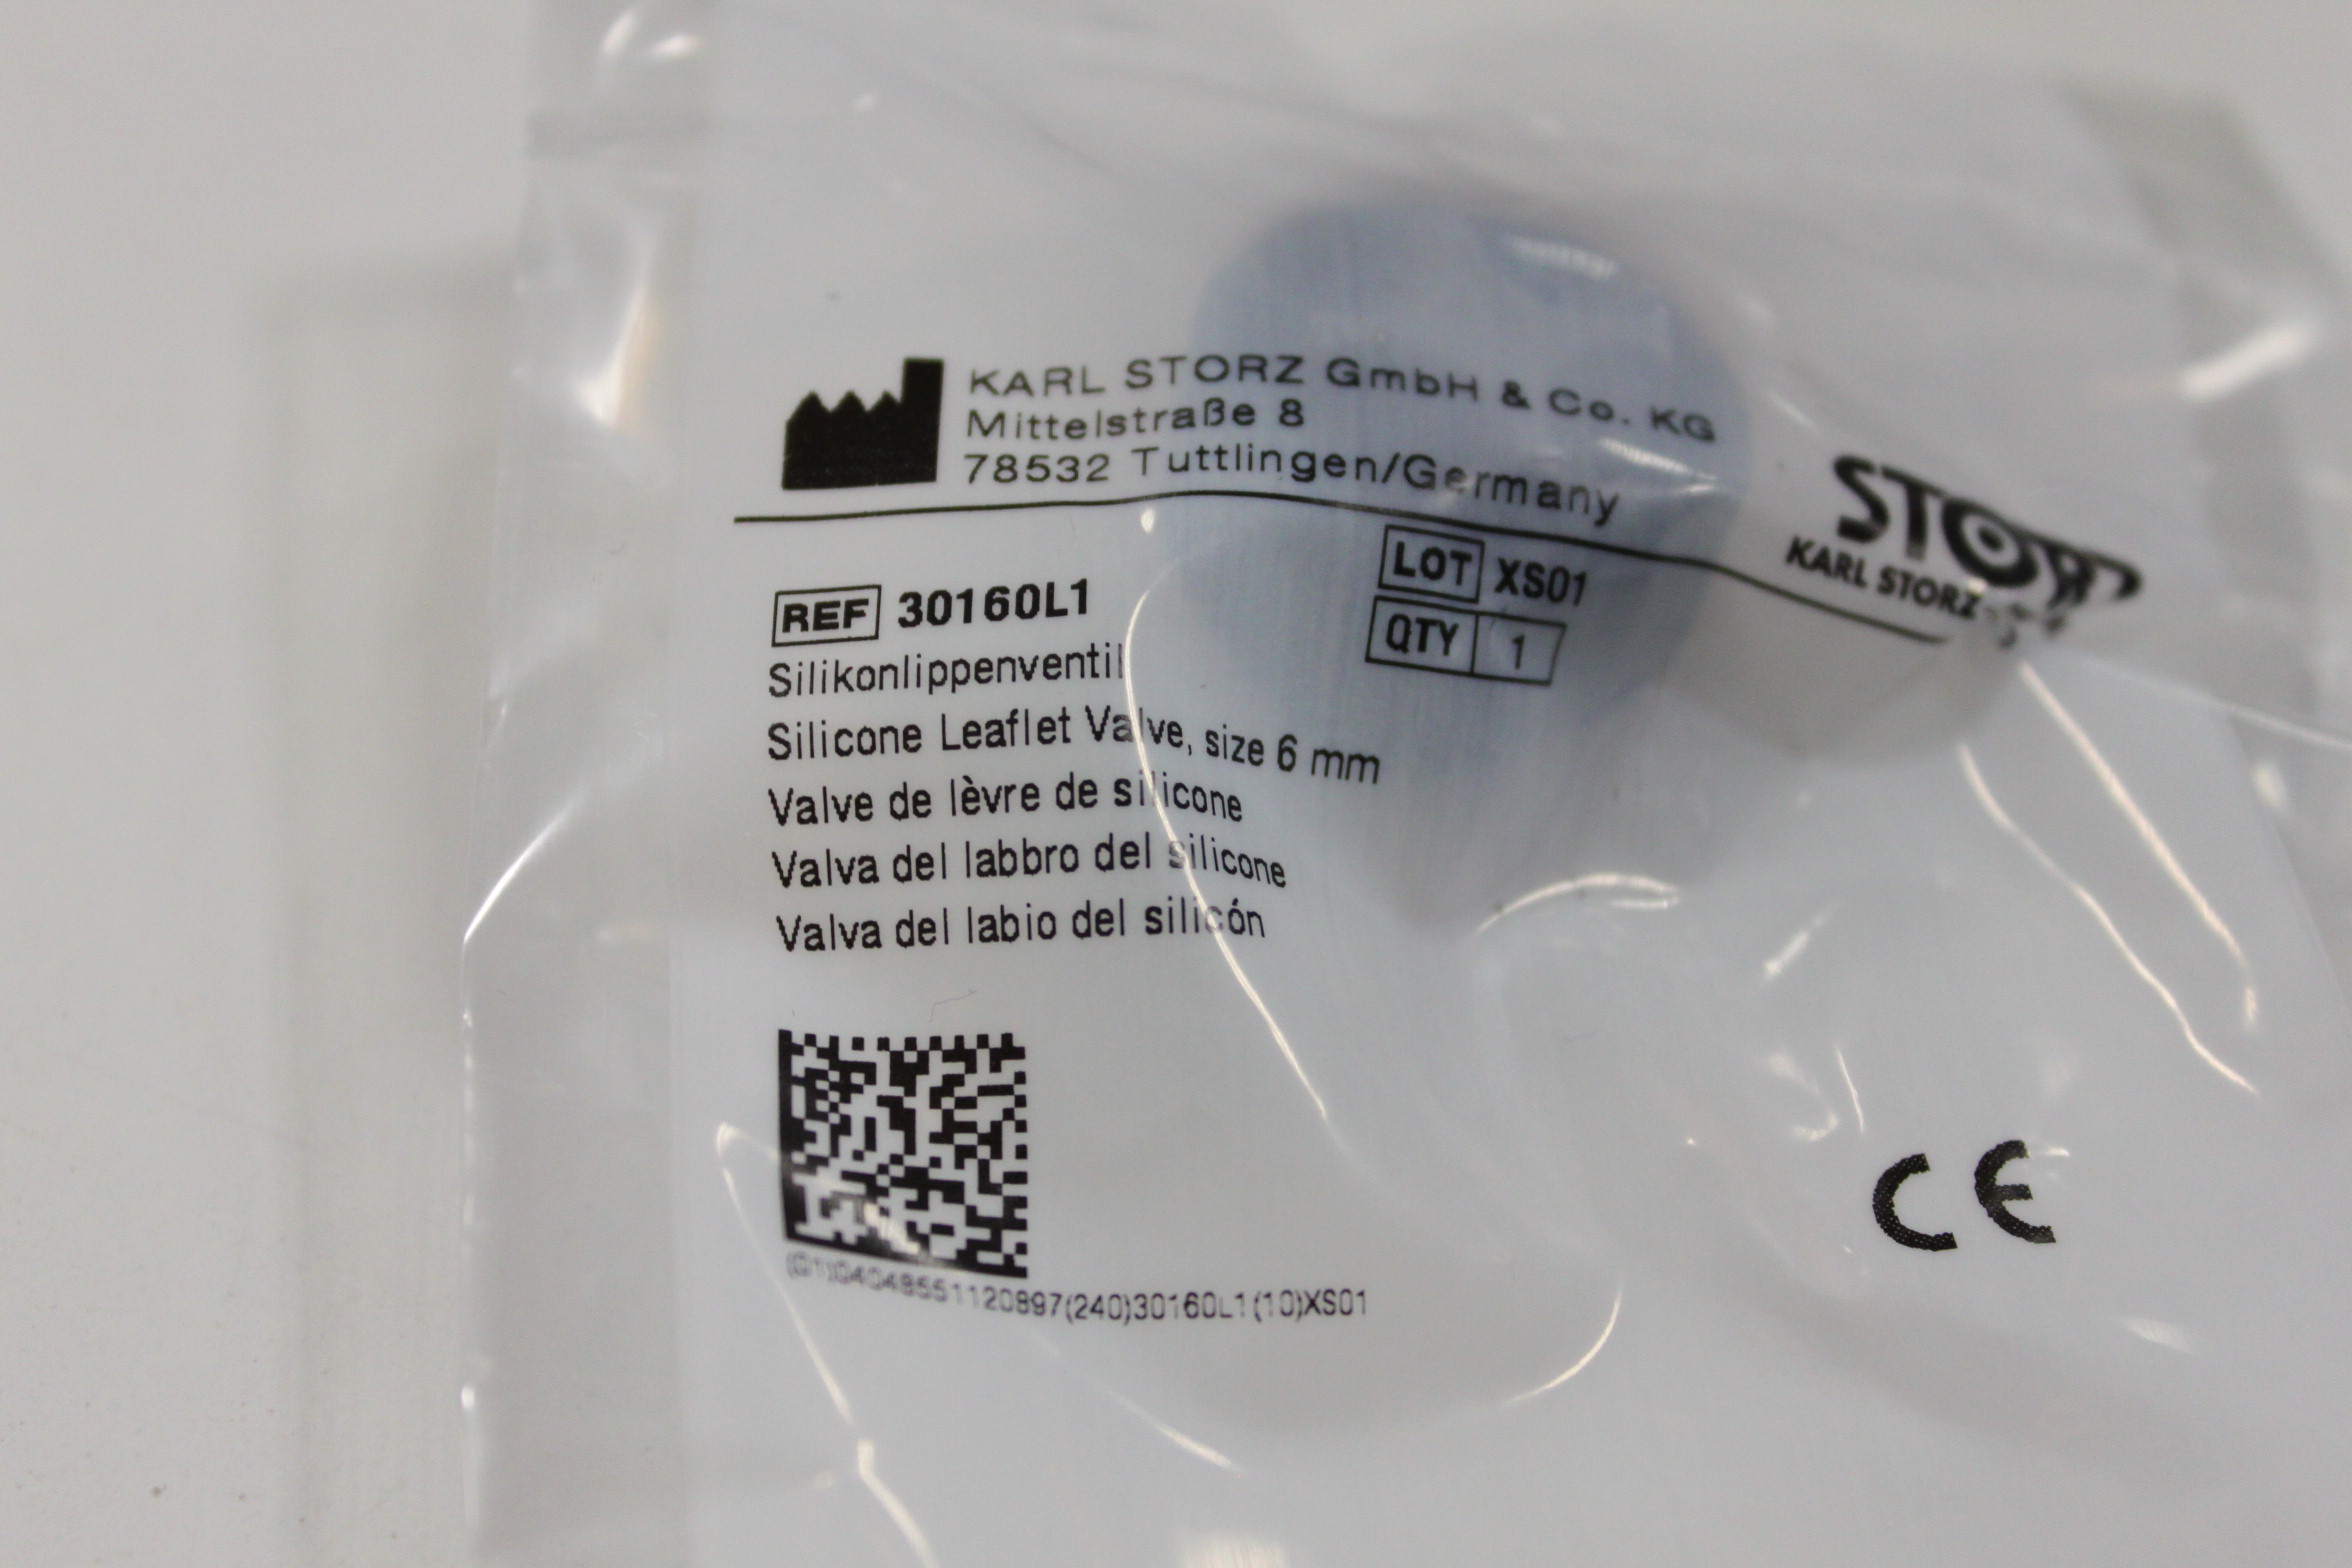 KARL STORZ GmbH & Co. KG
Mittelstraße 8
78532 Tuttlingen/Germany
STORZ
KARL STORZ
REF 30160L1
LOT XS01
QTY 1
Silikonlippenventil
Silicone Leaflet Valve, size 6 mm
Valve de lèvre de silicone
Valva del labbro del silicone
Valva del labio del silicón
(01)04048551120897(240)30160L1(10)XS01
CE